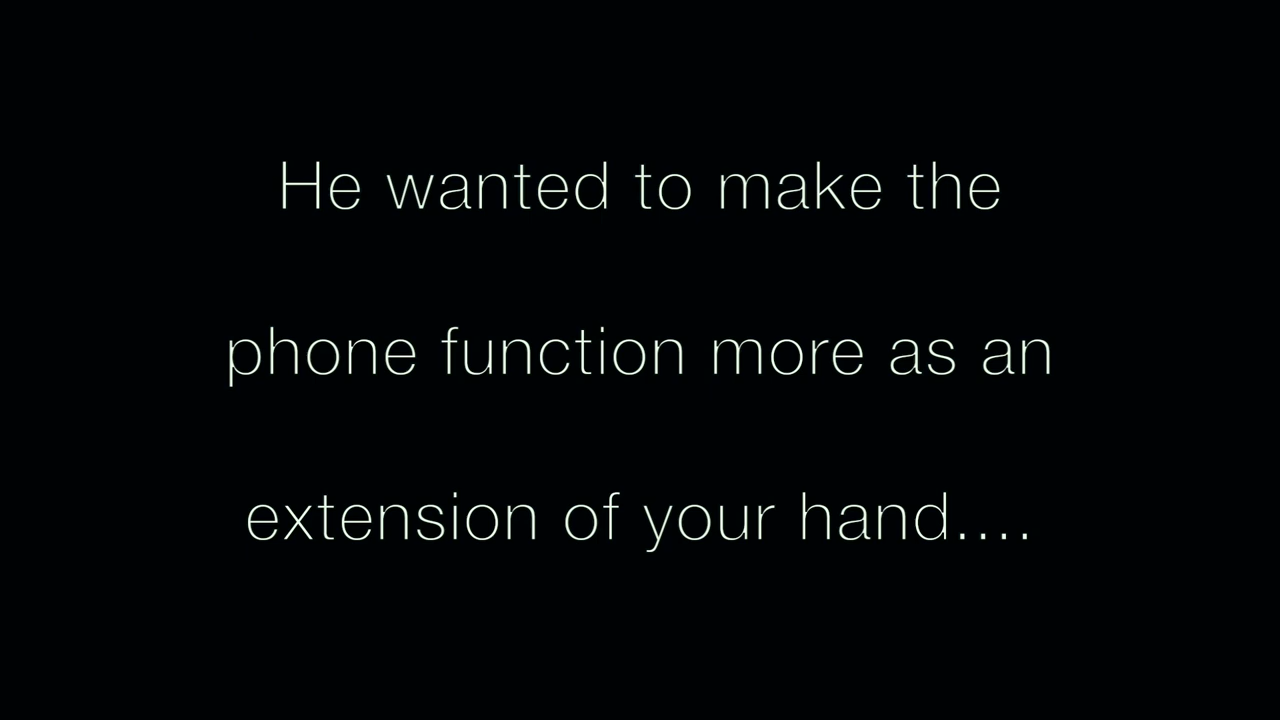 He wanted to make the
phone function more as an
extension of your hand....